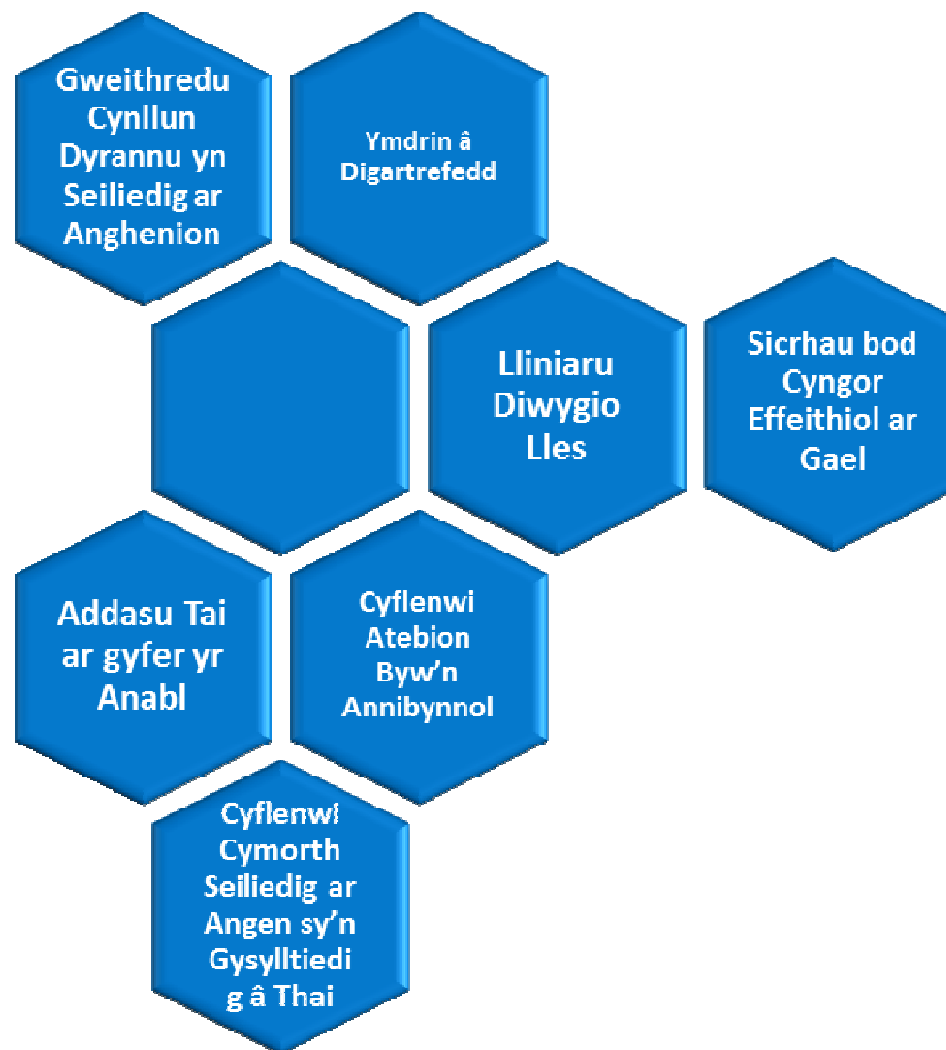 Gweithredu
Cynllun
Dyrannu yn
Seiliedig ar
Anghenion
Ymdrin â
Digartrefedd
Lliniaru
Diwygio
Lles
Sicrhau bod
Cyngor
Effeithiol ar
Gael
Addasu Tai
ar gyfer yr
Anabl
Cyflenwi
Atebion
Byw'n
Annibynnol
Cyflenwi
Cymorth
Seiliedig ar
Angen sy'n
Gysylltiedi
g â Thai